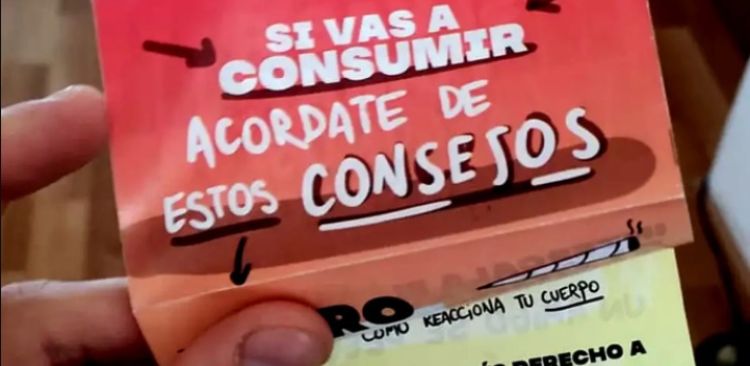 SI VAS A
CONSUMIR
ACORDATE DE
ESTOS CONSEJOS
RO
COMO REACCIONA TU CUERPO
DERECHO A